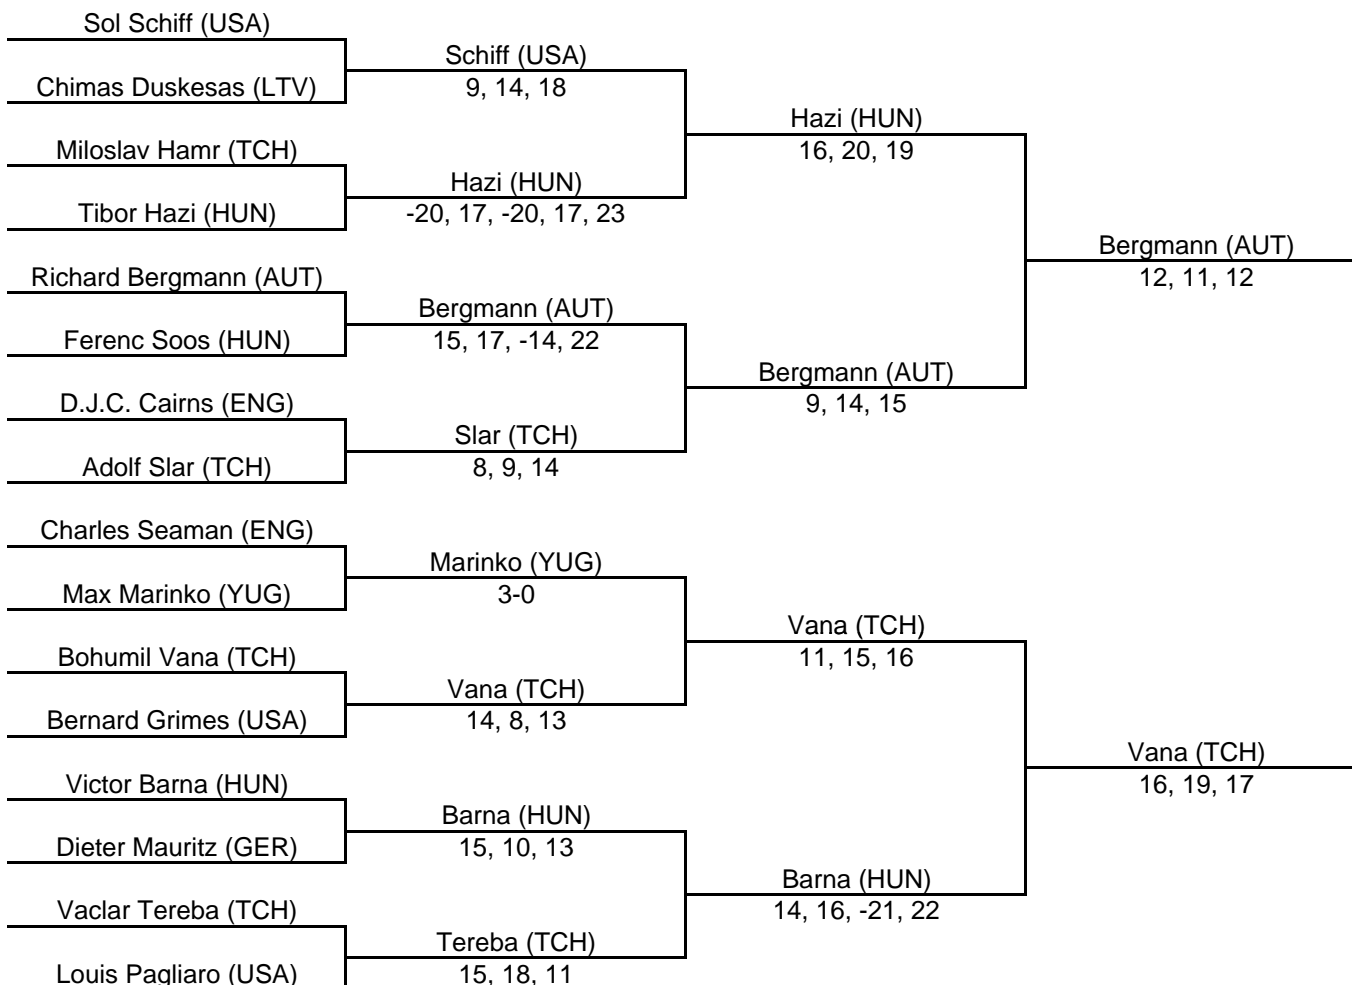 Sol Schiff (USA)
Chimas Duskesas (LTV)
Miloslav Hamr (TCH)
Tibor Hazi (HUN)
Richard Bergmann (AUT)
Ferenc Soos (HUN)
D.J.C. Cairns (ENG)
Adolf Slar (TCH)
Charles Seaman (ENG)
Max Marinko (YUG)
Bohumil Vana (TCH)
Bernard Grimes (USA)
Victor Barna (HUN)
Dieter Mauritz (GER)
Vaclar Tereba (TCH)
Louis Pagliaro (USA)
Schiff (USA)
9, 14, 18
Hazi (HUN)
-20, 17, -20, 17, 23
Bergmann (AUT)
15, 17, -14, 22
Slar (TCH)
8, 9, 14
Marinko (YUG)
3-0
Vana (TCH)
14, 8, 13
Barna (HUN)
15, 10, 13
Tereba (TCH)
15, 18, 11
Hazi (HUN)
16, 20, 19
Bergmann (AUT)
9, 14, 15
Vana (TCH)
11, 15, 16
Barna (HUN)
14, 16, -21, 22
Bergmann (AUT)
12, 11, 12
Vana (TCH)
16, 19, 17